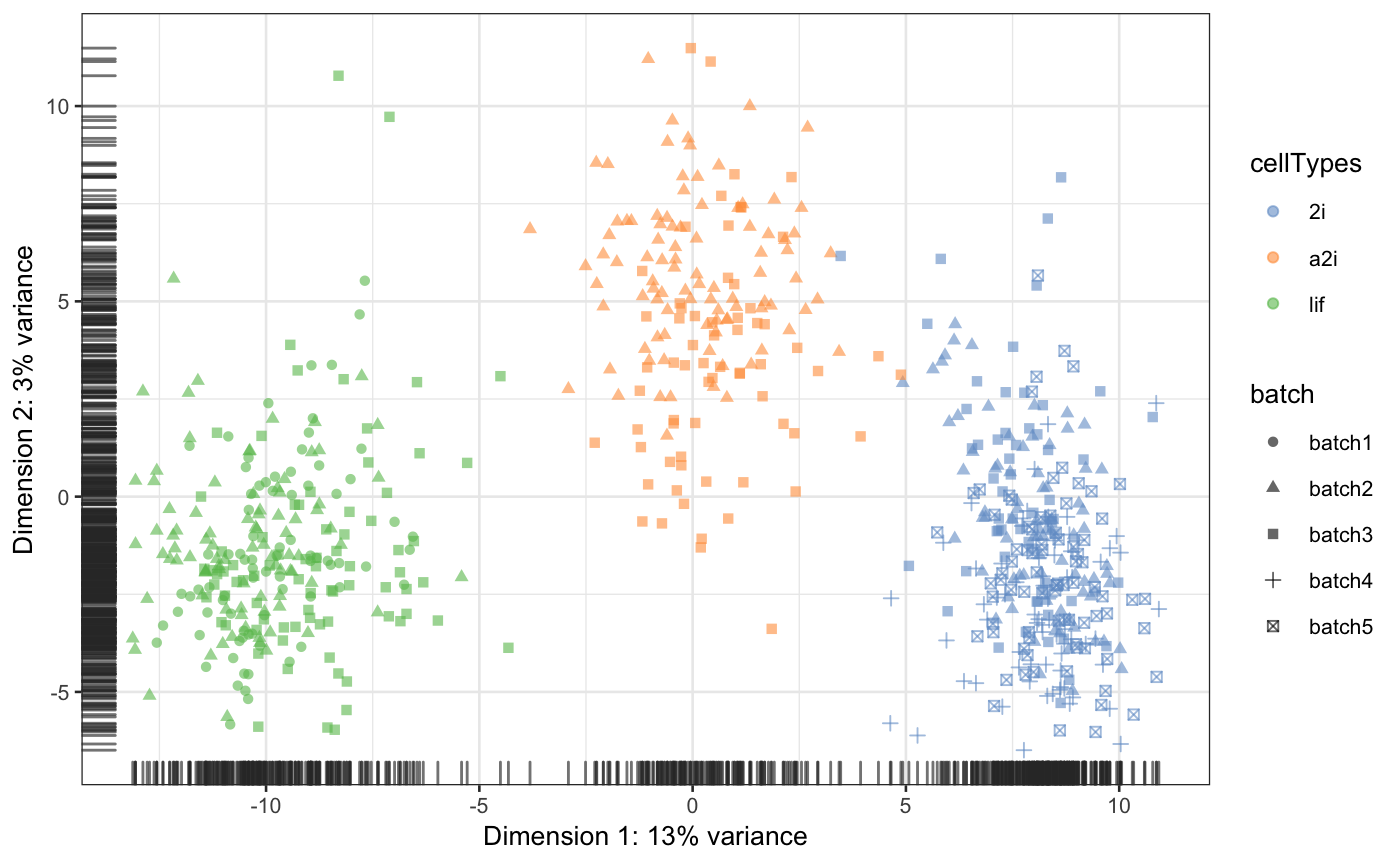 10
5
0
-5
Dimension 2: 3% variance
-10
-5
0
5
10
Dimension 1: 13% variance
cellTypes
2i
a2i
lif
batch
batch1
batch2
batch3
batch4
batch5